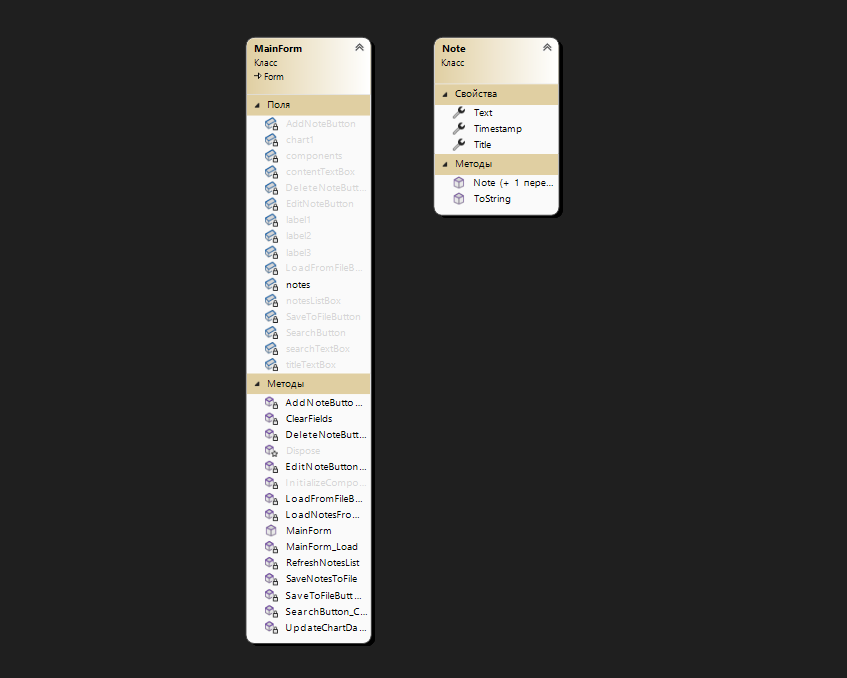 MainForm
Класс
Form
Поля
AddNoteButton
chart1
components
contentTextBox
DeleteNoteButt...
EditNoteButton
label1
label2
label3
LoadFromFileB...
notes
notesListBox
SaveToFileButton
SearchButton
searchTextBox
titleTextBox
Методы
AddNoteButto...
ClearFields
DeleteNoteButt...
Dispose
EditNoteButton...
InitializeCompo...
LoadFromFileB...
LoadNotesFro...
MainForm
MainForm_Load
RefreshNotesList
SaveNotesToFile
SaveToFileButt...
SearchButton_C...
UpdateChartDa...
Note
Класс
Свойства
Text
Timestamp
Title
Методы
Note (+ 1 пере...
ToString